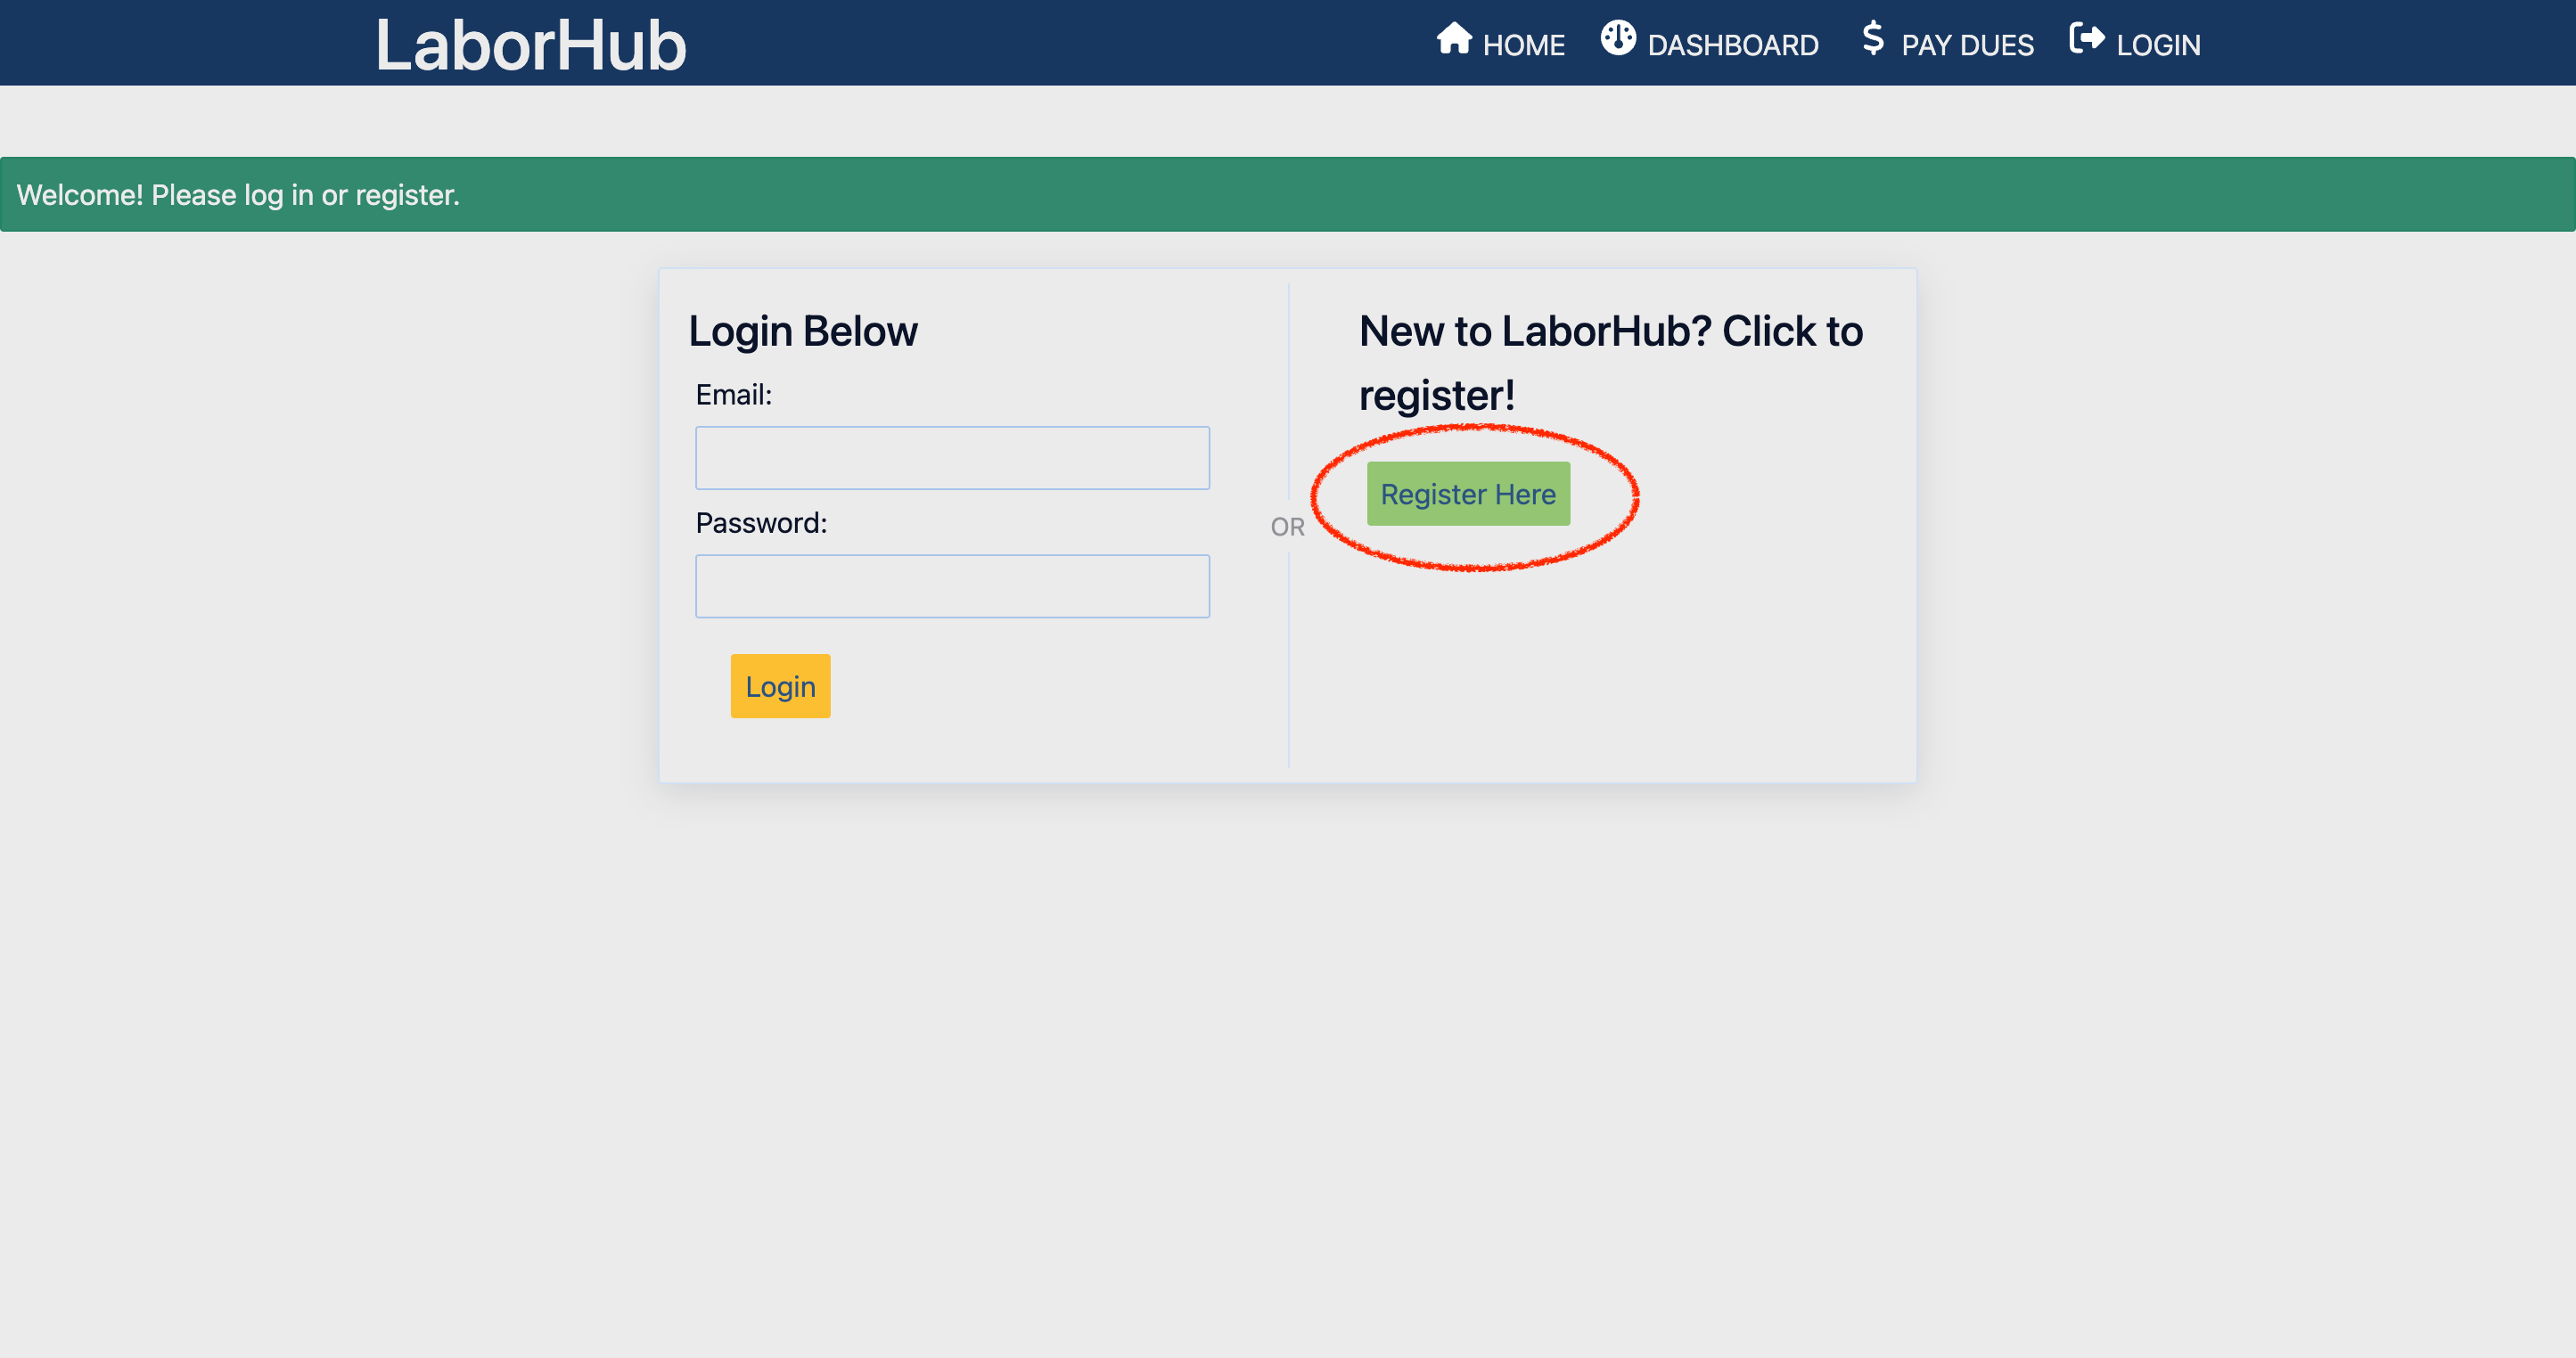 LaborHub
HOME DASHBOARD $ PAY DUES LOGIN
Welcome! Please log in or register.
Login Below
Email:
Password:
Login
OR
New to LaborHub? Click to
register!
Register Here